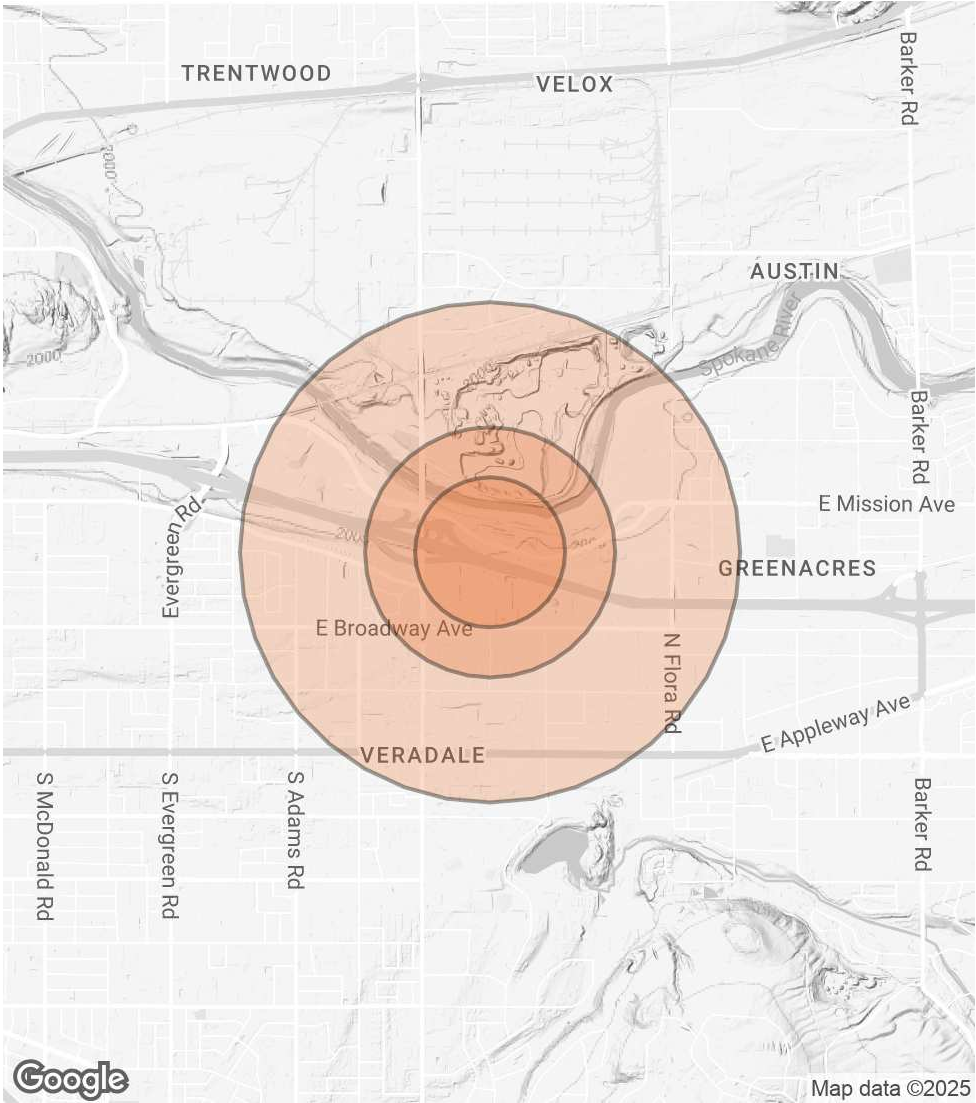 TRENTWOOD
VELOX
Barker Rd
2000
AUSTIN
Spokane River
2000
Barker Rd
Evergreen Rd
E Mission Ave
GREENACRES
E Broadway Ave
N Flora Rd
E Appleway Ave
VERADALE
S McDonald Rd
S Evergreen Rd
S Adams Rd
Barker Rd
Google
Map data ©2025